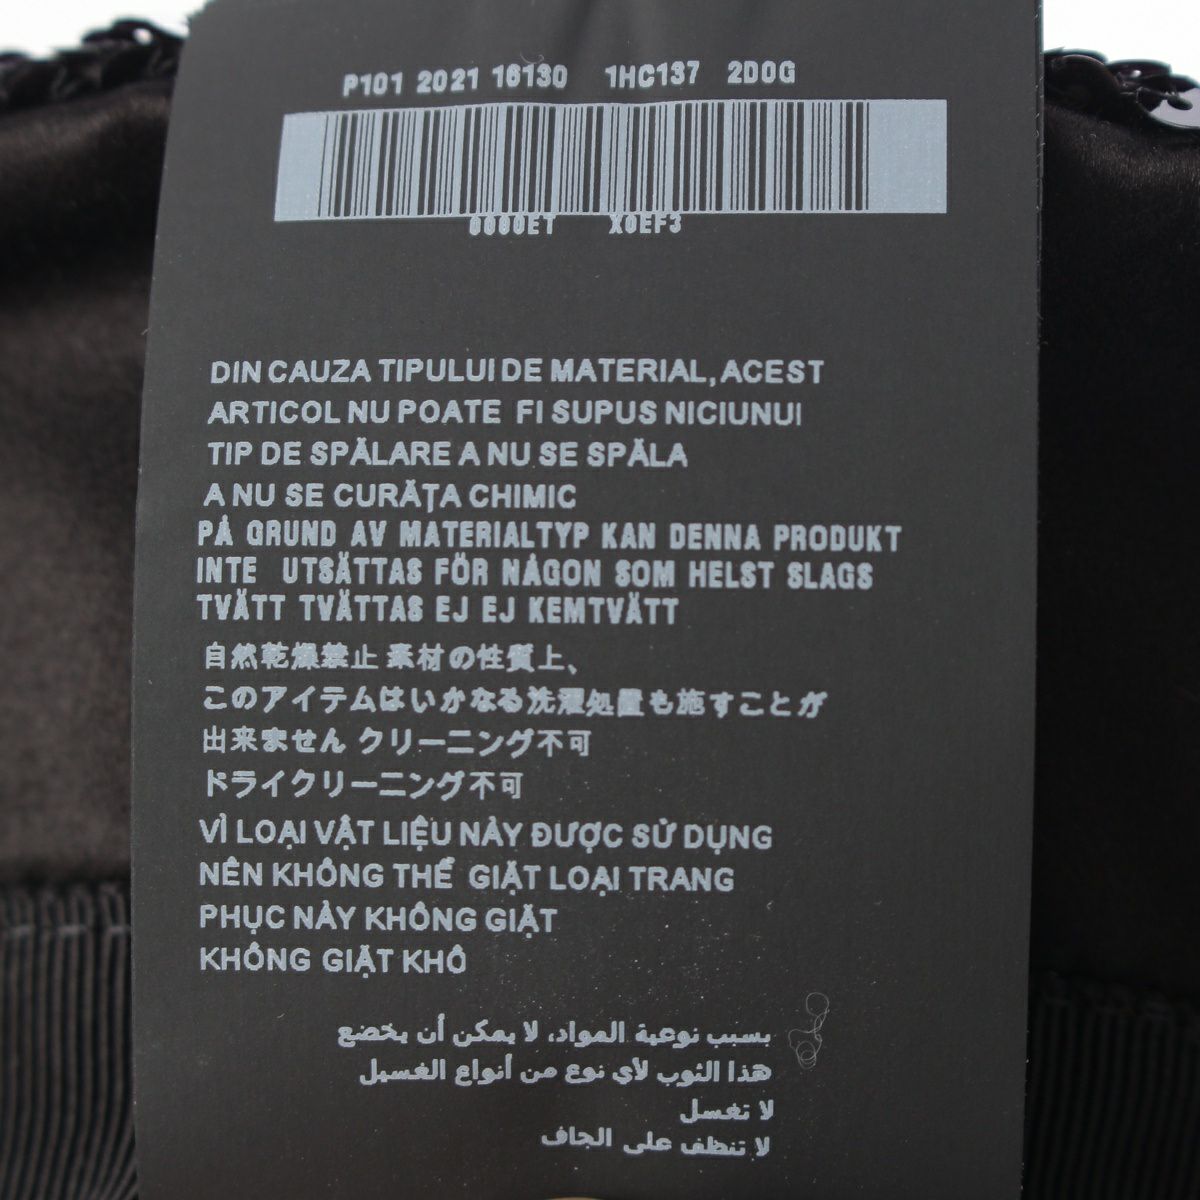 P101 2021 16130 1HC137 2D0G
0000ET X0EF3
DIN CAUZA TIPULUI DE MATERIAL, ACEST
ARTICOL NU POATE FI SUPUS NICIUNUI
TIP DE SPĂLARE A NU SE SPĂLA
A NU SE CURĂȚA CHIMIC
PÅ GRUND AV MATERIALTYP KAN DENNA PRODUKT
INTE UTSÄTTAS FÖR NÅGON SOM HELST SLAGS
TVÄTT TVÄTTAS EJ EJ KEMTVÄTT
自然乾燥禁止 素材の性質上、
このアイテムはいかなる洗濯処置も施すことが
出来ません クリーニング不可
ドライクリーニング不可
VÌ LOẠI VẬT LIỆU NÀY ĐƯỢC SỬ DỤNG
NÊN KHÔNG THỂ GIẶT LOẠI TRANG
PHỤC NÀY KHÔNG GIẶT
KHÔNG GIẶT KHÔ
بسبب نوعية المواد، لا يمكن أن يخضع
هذا الثوب لأي نوع من أنواع الغسيل
لا تغسل
لا تنظف على الجاف